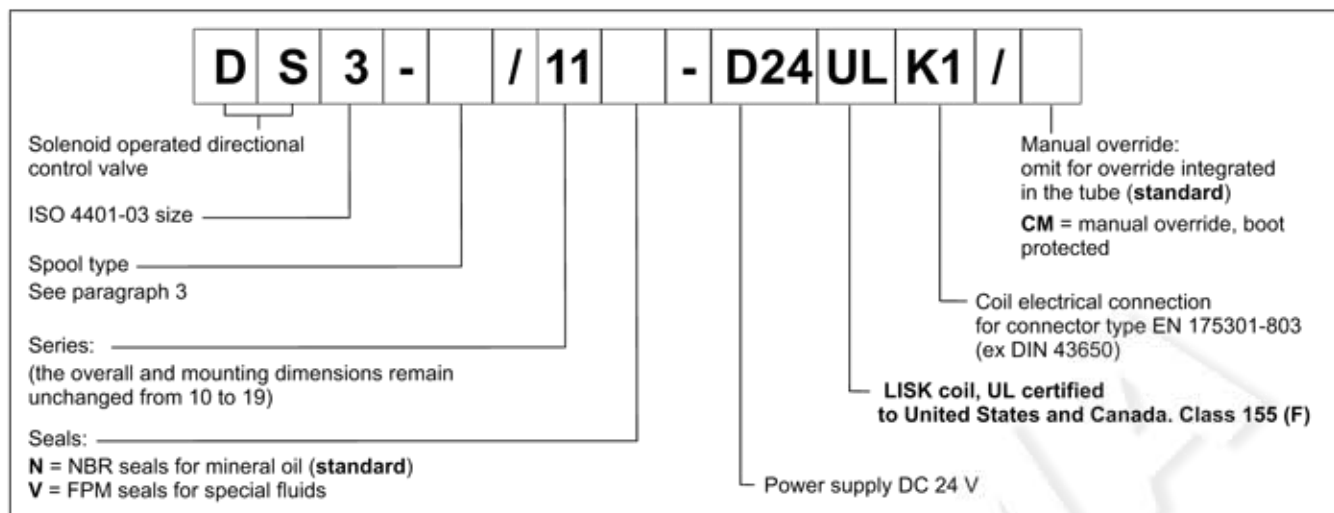 D S 3 - / 11 - D24 UL K1 /
Solenoid operated directional
control valve
ISO 4401-03 size
Spool type
See paragraph 3
Series:
(the overall and mounting dimensions remain
unchanged from 10 to 19)
Seals:
N = NBR seals for mineral oil (standard)
V = FPM seals for special fluids
Manual override:
omit for override integrated
in the tube (standard)
CM = manual override, boot
protected
Coil electrical connection
for connector type EN 175301-803
(ex DIN 43650)
LISK coil, UL certified
to United States and Canada. Class 155 (F)
Power supply DC 24 V